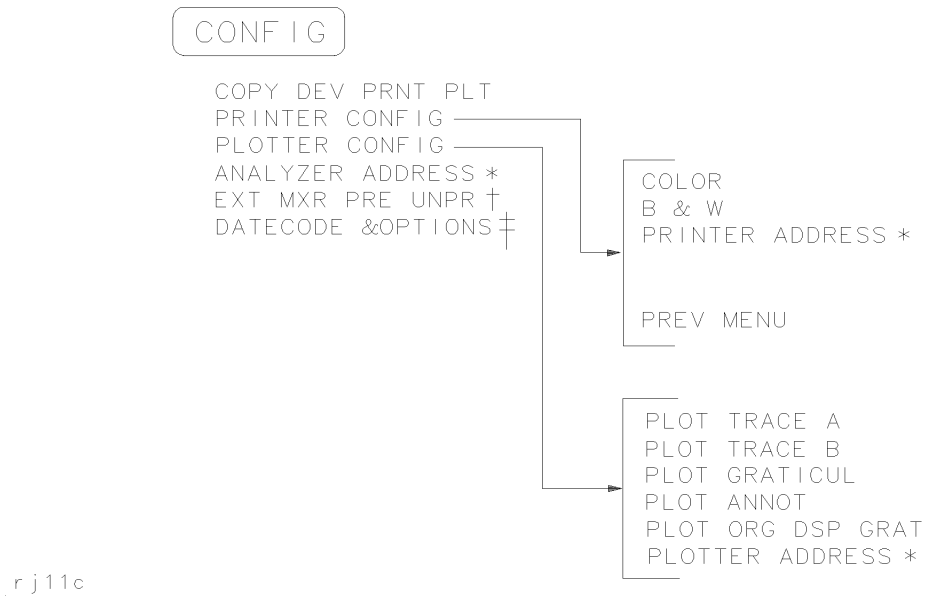 CONFIG
COPY DEV PRNT PLT
PRINTER CONFIG
PLOTTER CONFIG
ANALYZER ADDRESS *
EXT MXR PRE UNPR †
DATECODE &OPTIONS ‡
COLOR
B & W
PRINTER ADDRESS *
PREV MENU
PLOT TRACE A
PLOT TRACE B
PLOT GRATICUL
PLOT ANNOT
PLOT ORG DSP GRAT
PLOTTER ADDRESS *
rj11c